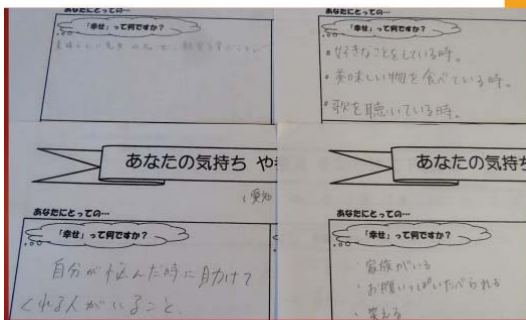 あなたにとっての…
「幸せ」って何ですか？
あなたにとっての…
「幸せ」って何ですか？
・好きなことをしている時。
・美味しい物を食べている時。
・歌を聴いている時。
あなたの気持ち や
（愛知
あなたにとっての…
「幸せ」って何ですか？
自分が悩んだ時に助けて
くれる人がいること。
あなたの気持ち
あなたにとっての…
「幸せ」って何ですか？
・家族がいる
・お腹いっぱいたべられる
・笑える